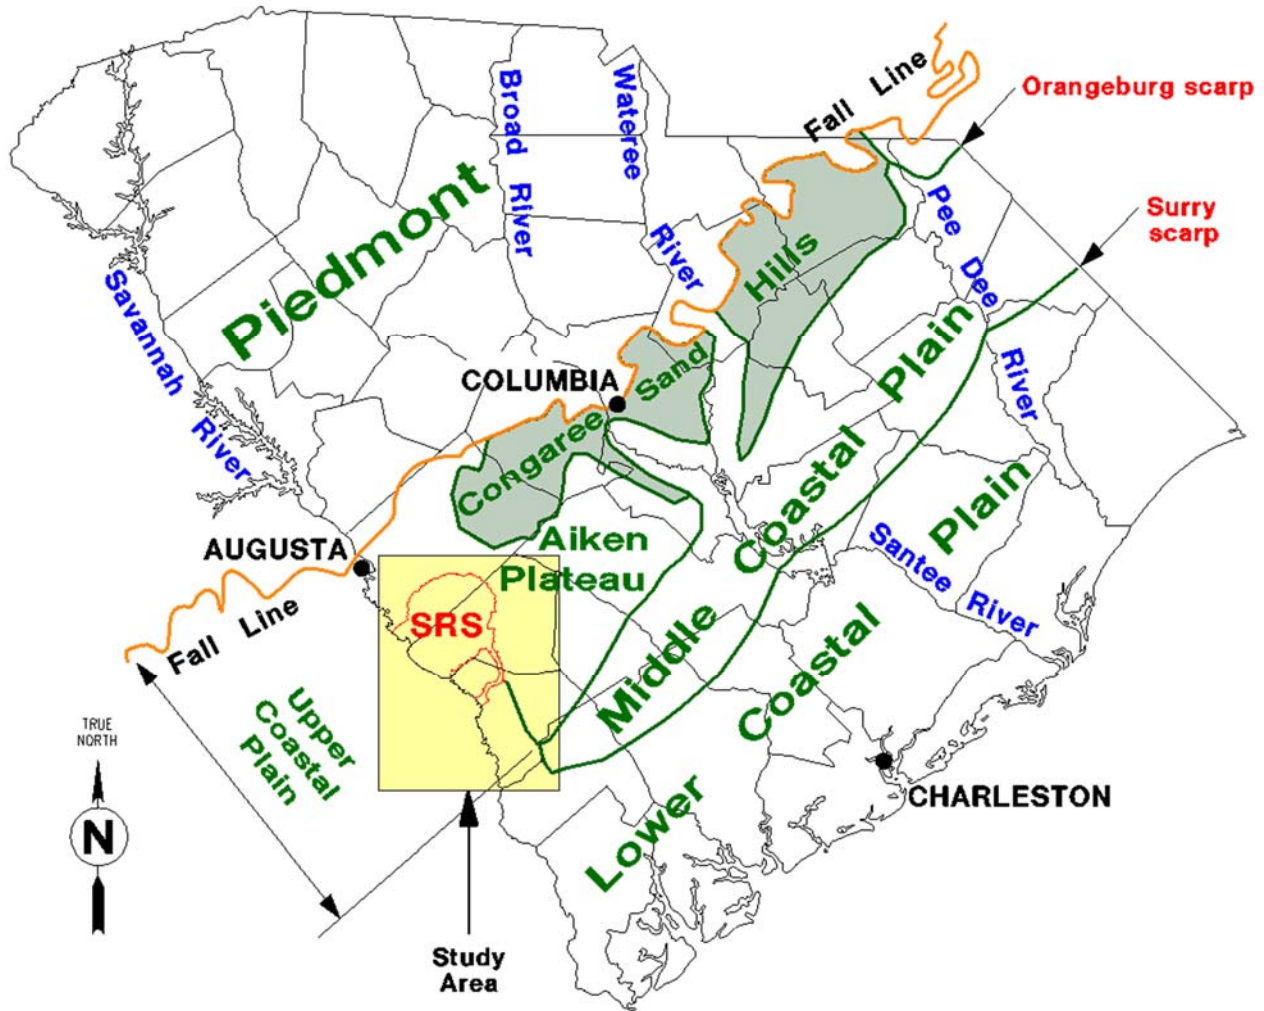 Broad River
Wateree River
Fall Line
Orangeburg scarp
Surry
scarp
Piedmont
Pee Dee River
Hills
Savannah River
COLUMBIA
Sand
Congaree
Middle Coastal Plain
Aiken
Plateau
AUGUSTA
Santee River
SRS
Fall Line
Upper
Coastal
Plain
Lower Coastal Plain
TRUE
NORTH
N
CHARLESTON
Study
Area